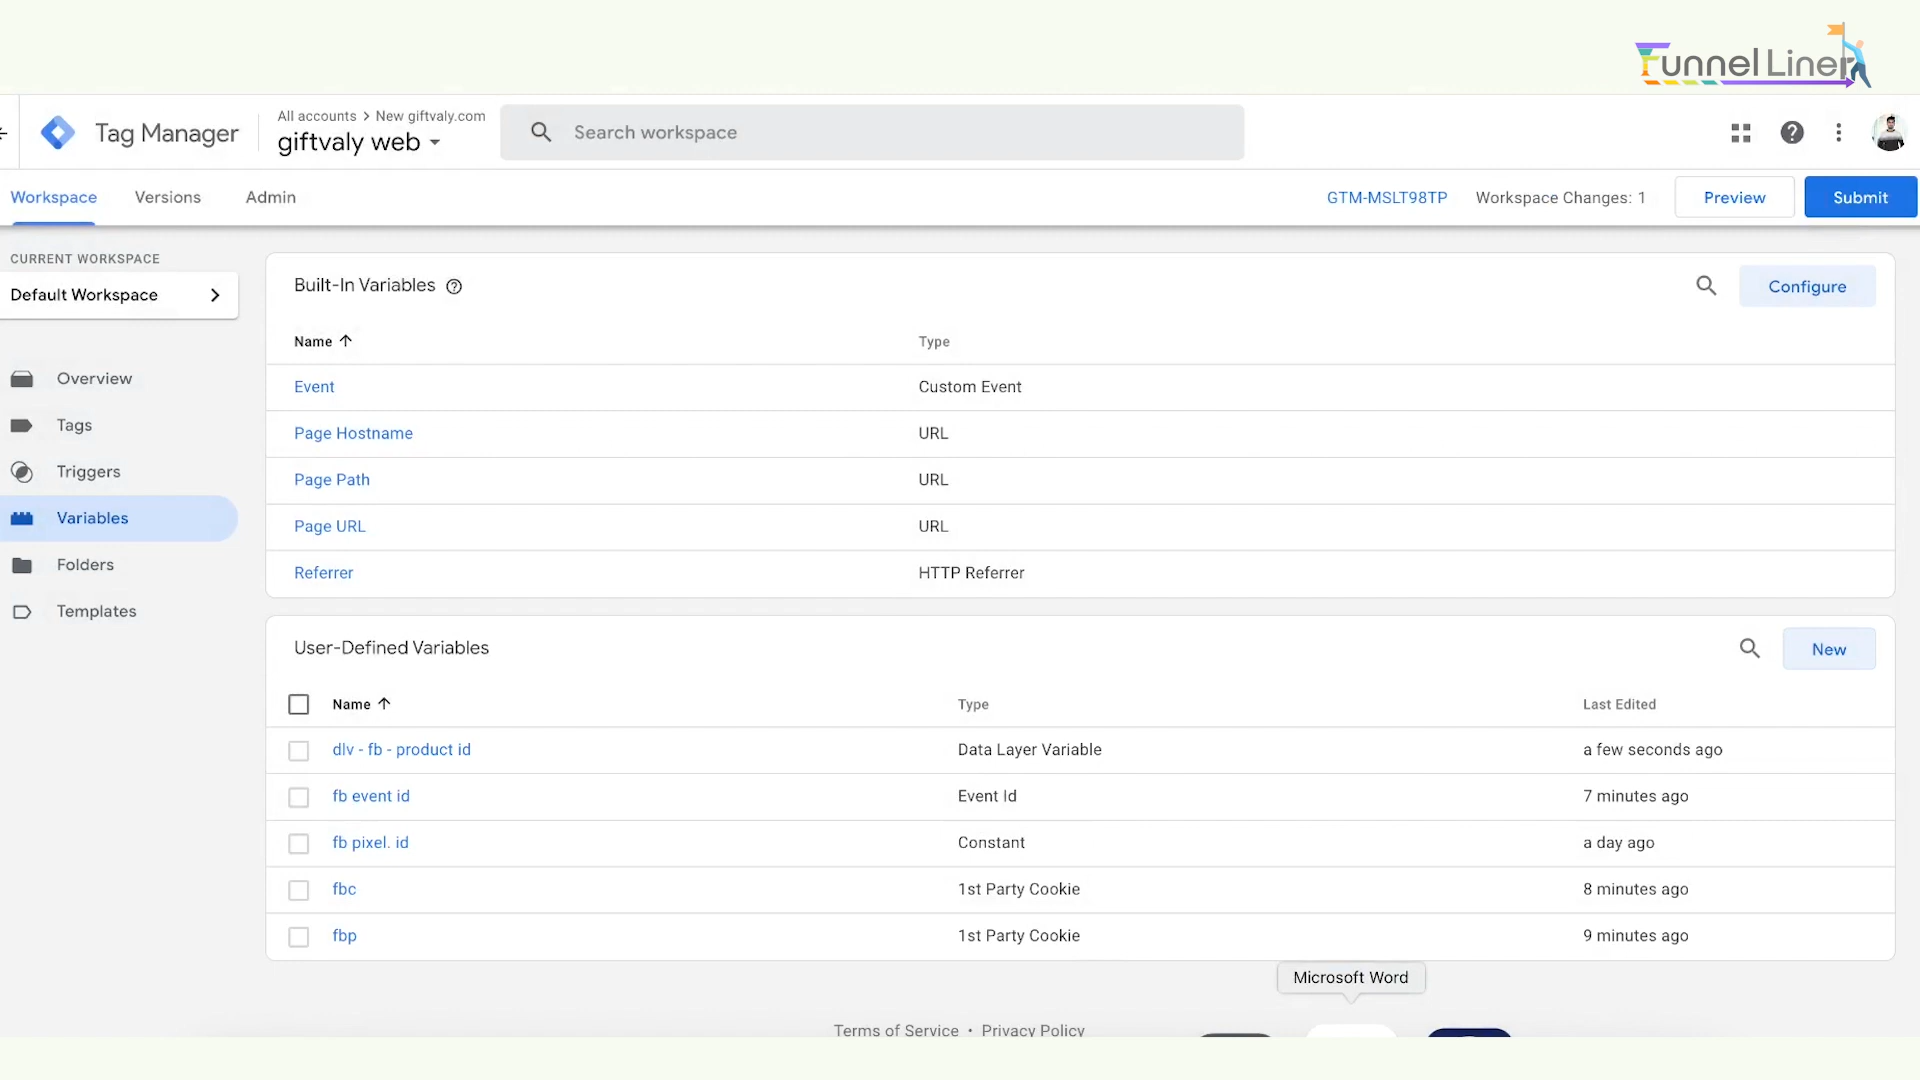 Funnel Liner
Tag Manager
All accounts > New giftvaly.com
giftvaly web
Search workspace
Workspace
Versions
Admin
GTM-MSLT98TP
Workspace Changes: 1
Preview
Submit
CURRENT WORKSPACE
Default Workspace
Overview
Tags
Triggers
Variables
Folders
Templates
Built-In Variables
Configure
Name Type
Event Custom Event
Page Hostname URL
Page Path URL
Page URL URL
Referrer HTTP Referrer
User-Defined Variables
New
Name Type Last Edited
dlv - fb - product id Data Layer Variable a few seconds ago
fb event id Event Id 7 minutes ago
fb pixel. id Constant a day ago
fbc 1st Party Cookie 8 minutes ago
fbp 1st Party Cookie 9 minutes ago
Microsoft Word
Terms of Service • Privacy Policy